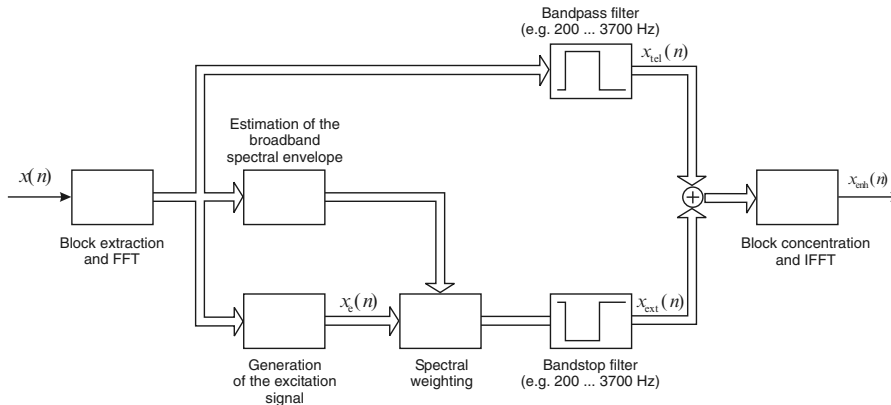 Bandpass filter
(e.g. 200 ... 3700 Hz)
x_tel(n)
Estimation of the
broadband
spectral envelope
x(n)
x_enh(n)
Block extraction
and FFT
Block concentration
and IFFT
x_e(n)
x_ext(n)
Generation
of the excitation
signal
Spectral
weighting
Bandstop filter
(e.g. 200 ... 3700 Hz)